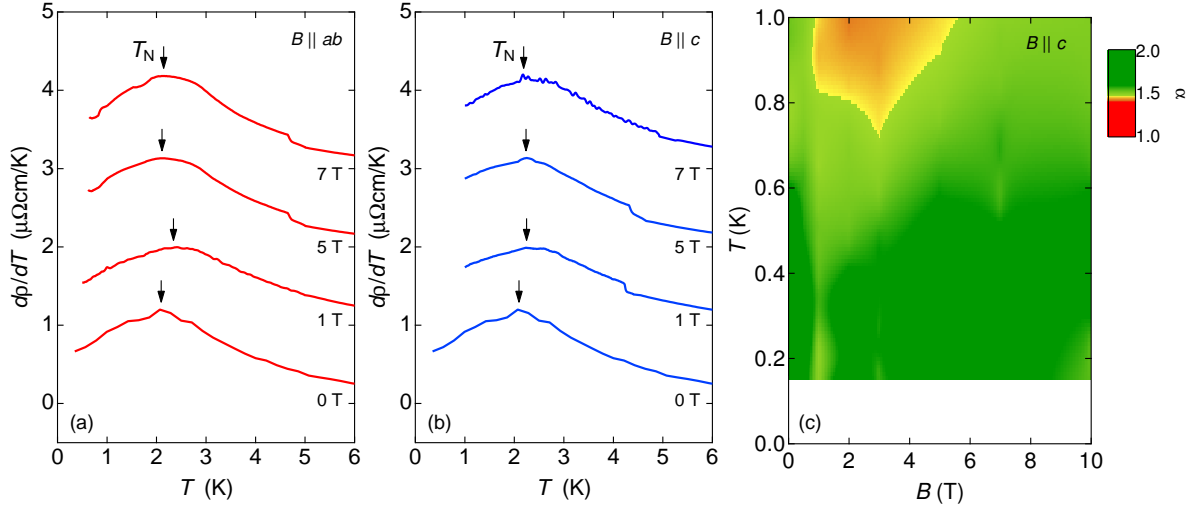 5
4
3
2
1
0
dρ/dT (μΩcm/K)
T_N
B || ab
7 T
5 T
1 T
0 T
(a)
0 1 2 3 4 5 6
T (K)
5
4
3
2
1
0
dρ/dT (μΩcm/K)
T_N
B || c
7 T
5 T
1 T
0 T
(b)
0 1 2 3 4 5 6
T (K)
1.0
0.8
0.6
0.4
0.2
0.0
T (K)
B || c
(c)
0 2 4 6 8 10
B (T)
2.0
1.5
1.0
α